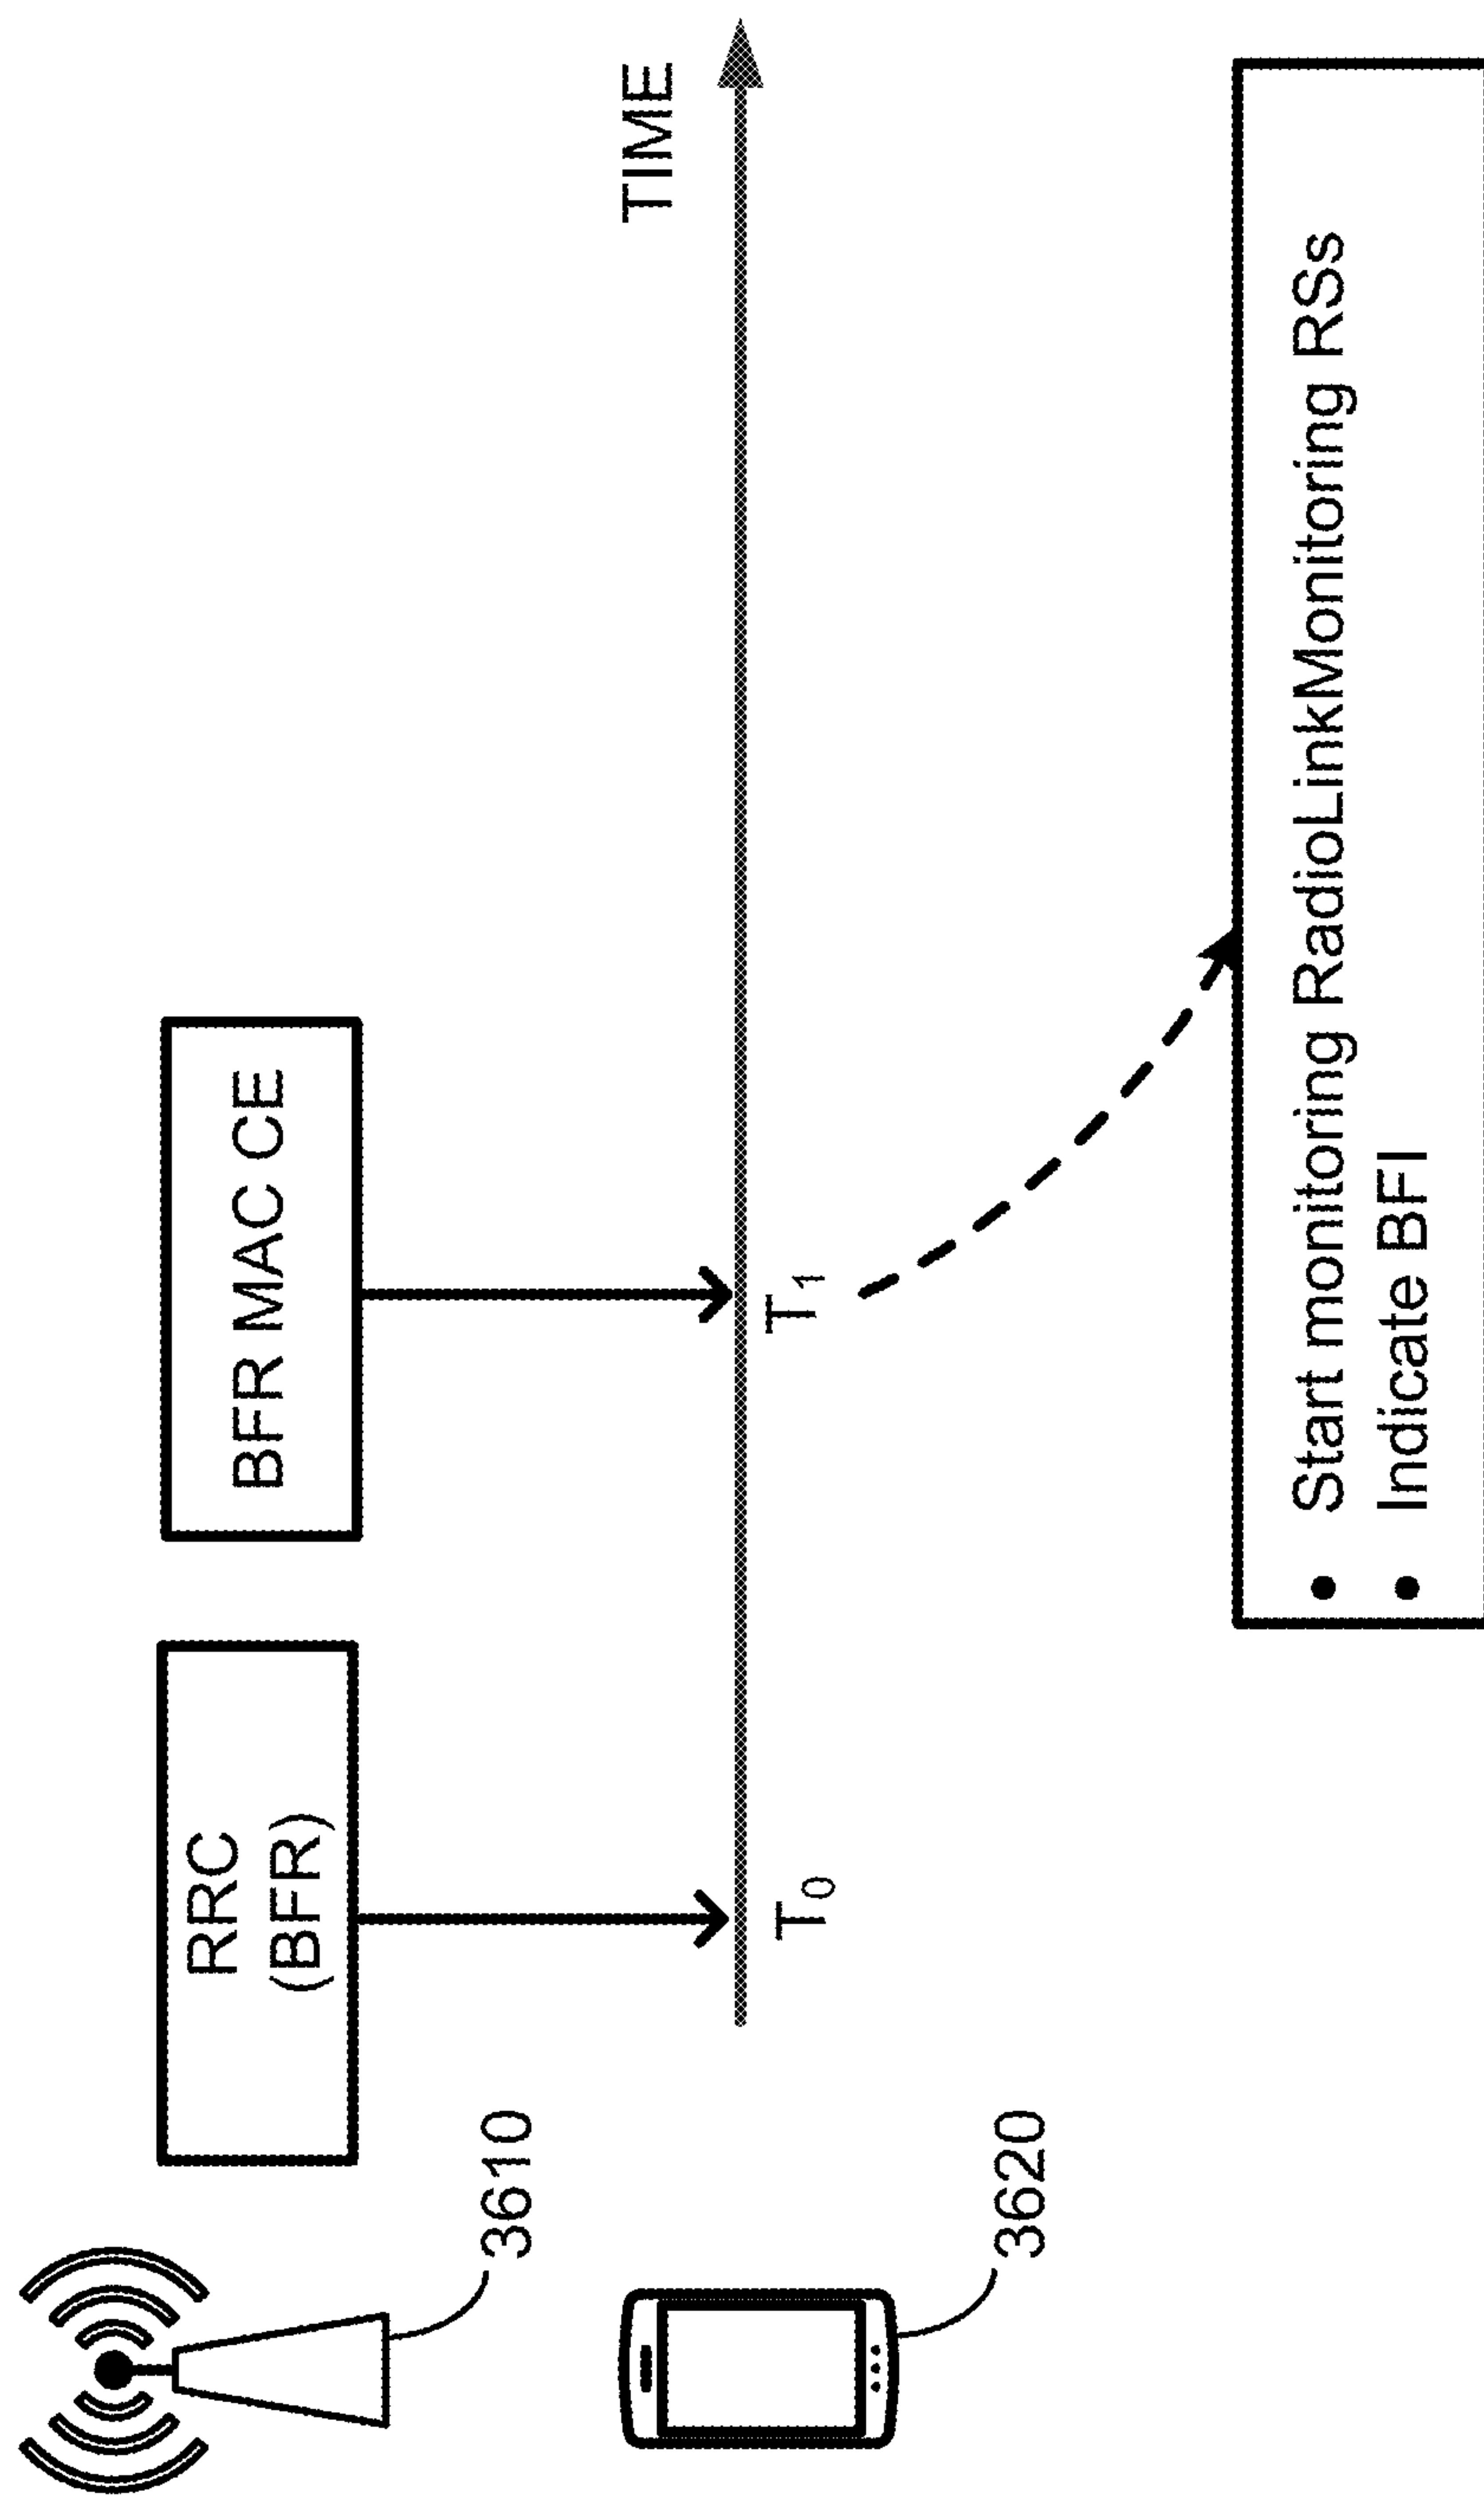 RRC
(BFR)
BFR MAC CE
TIME
T0
T1
3610
3620
• Start monitoring RadioLinkMonitoring RSs
• Indicate BFI